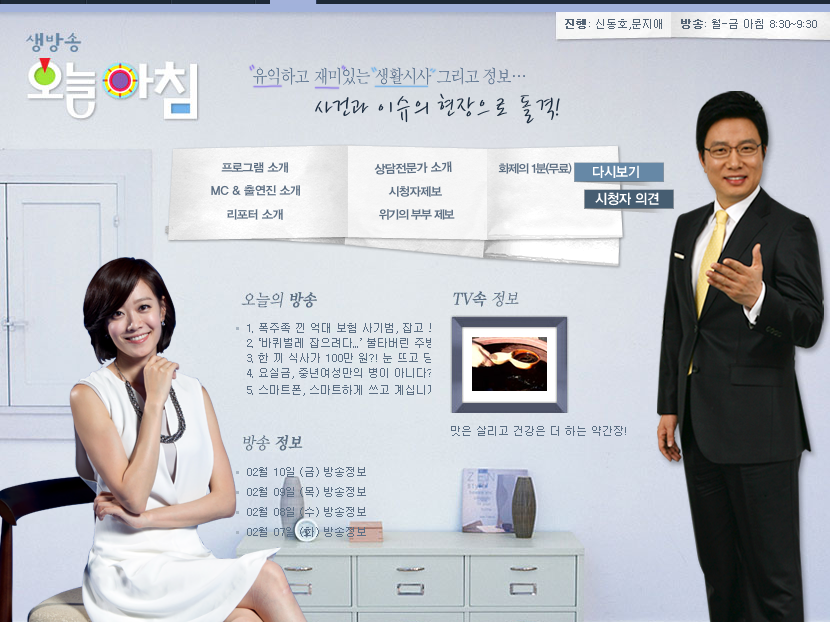 진행: 신동호,문지애 방송: 월-금 아침 8:30~9:30
생방송
오늘아침
"유익하고 재미"있는 "생활시사" 그리고 정보…
사건과 이슈의 현장으로 돌격!
프로그램 소개
MC & 출연진 소개
리포터 소개
상담전문가 소개
시청자제보
위기의 부부 제보
화제의 1분(무료)
다시보기
시청자 의견
오늘의 방송
1. 폭주족 낀 억대 보험 사기범, 잡고
2. '바퀴벌레 잡으려다...' 불타버린 주방
3. 한 끼 식사가 100만 원?! 눈 뜨고
4. 요실금, 중년여성만의 병이 아니다?
5. 스마트폰, 스마트하게 쓰고 계십니까
TV속 정보
맛은 살리고 건강은 더 하는 약간장!
방송 정보
02월 10일 (금) 방송정보
02월 09일 (목) 방송정보
02월 08일 (수) 방송정보
02월 07일 (화) 방송정보
ZEN